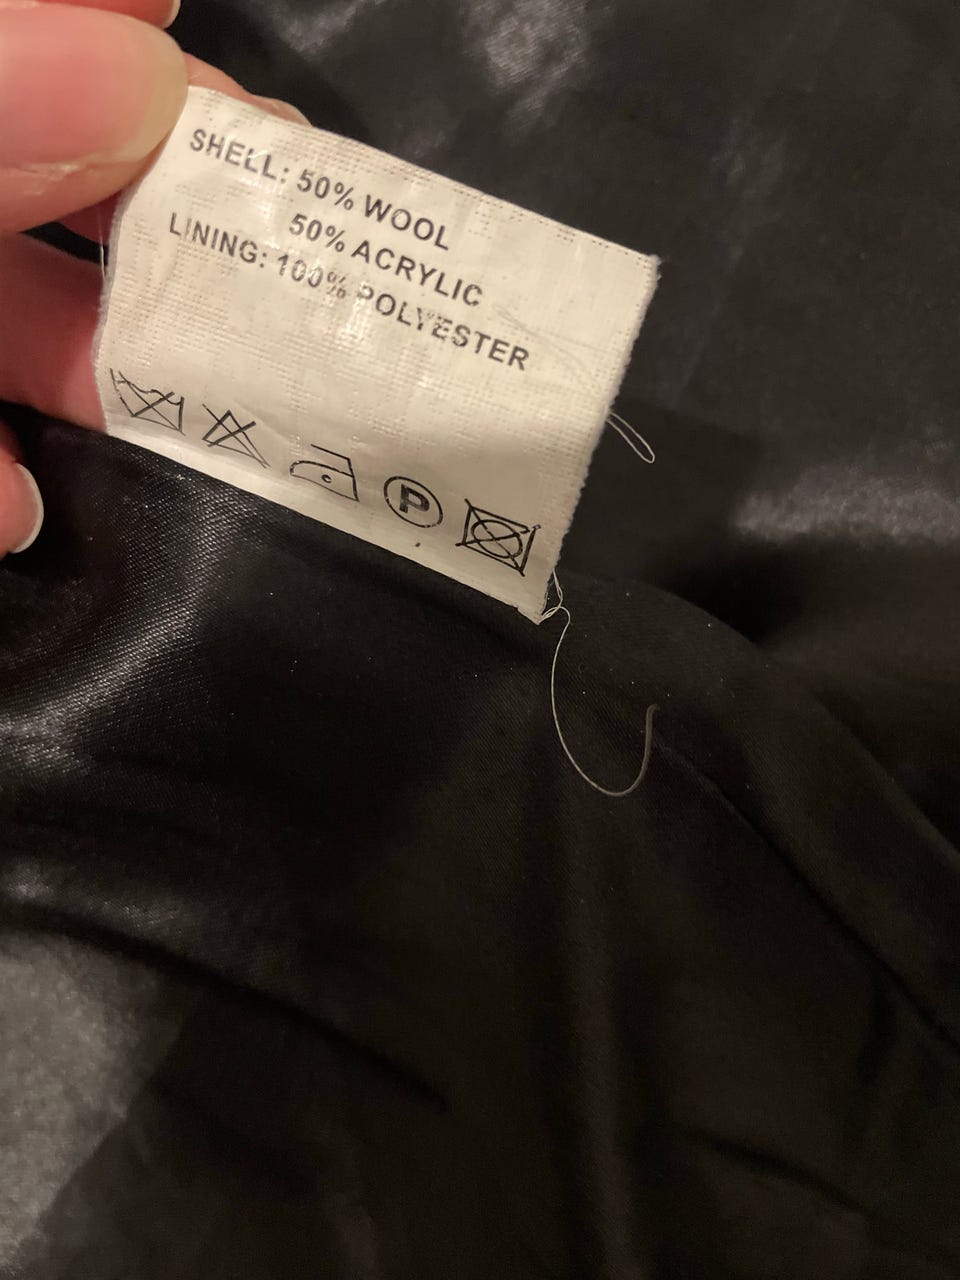 SHELL: 50% WOOL
50% ACRYLIC
LINING: 100% POLYESTER
P